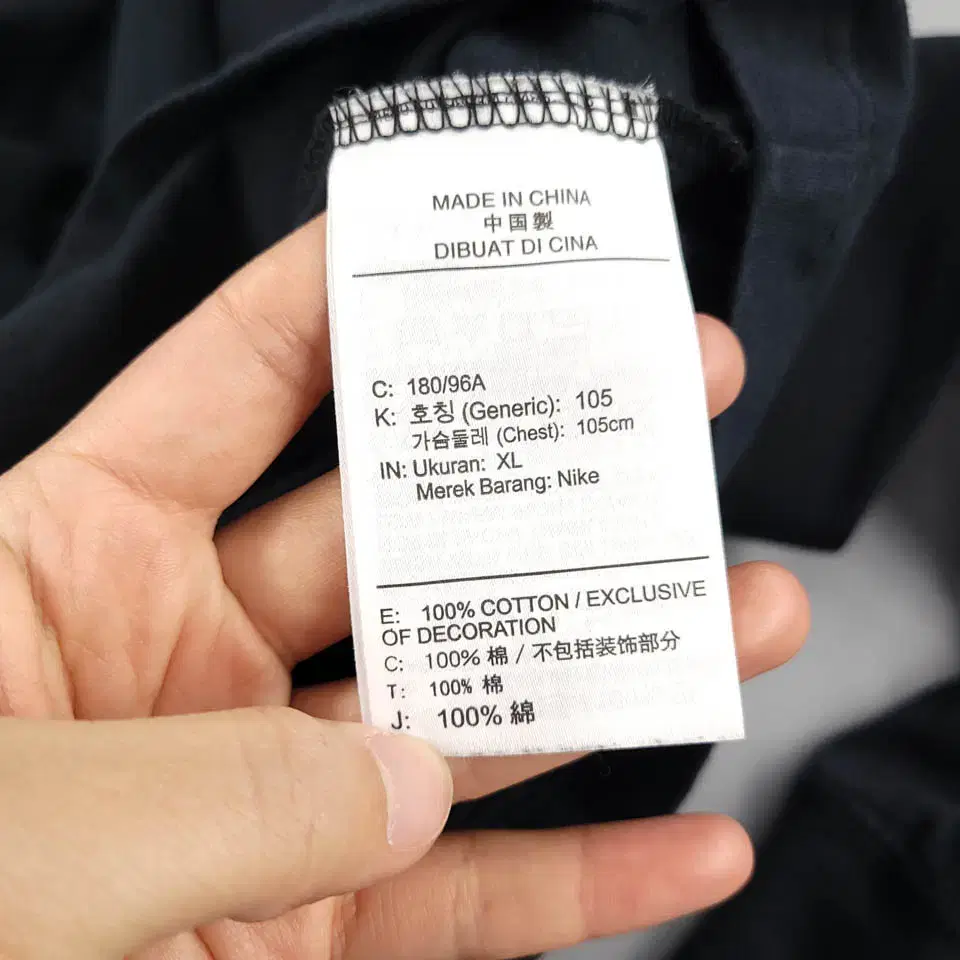 MADE IN CHINA
中国製
DIBUAT DI CINA
C: 180/96A
K: 호칭 (Generic): 105
가슴둘레 (Chest): 105cm
IN: Ukuran: XL
Merek Barang: Nike
E: 100% COTTON / EXCLUSIVE
OF DECORATION
C: 100% 棉 / 不包括装饰部分
T: 100% 棉
J: 100% 綿